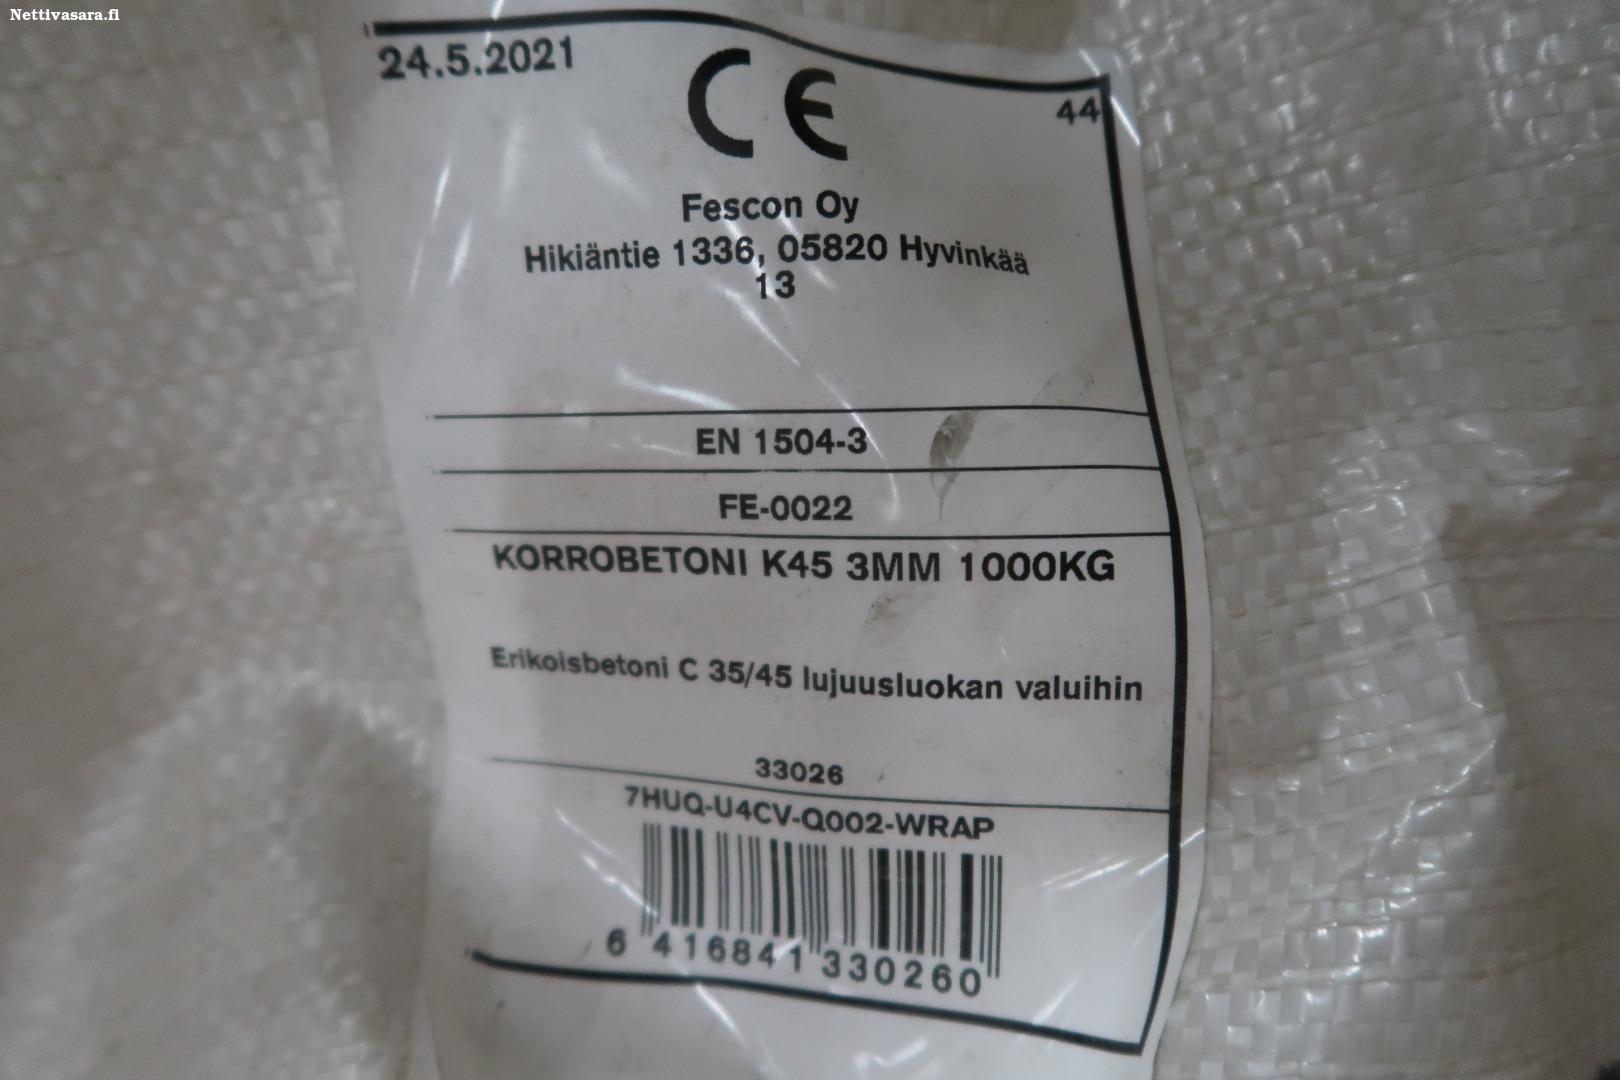 Nettivasara.fi
24.5.2021
CE
44
Fescon Oy
Hikiäntie 1336, 05820 Hyvinkää
13
EN 1504-3
FE-0022
KORROBETONI K45 3MM 1000KG
Erikoisbetoni C 35/45 lujuusluokan valuihin
33026
7HUQ-U4CV-Q002-WRAP
6 416841 330260